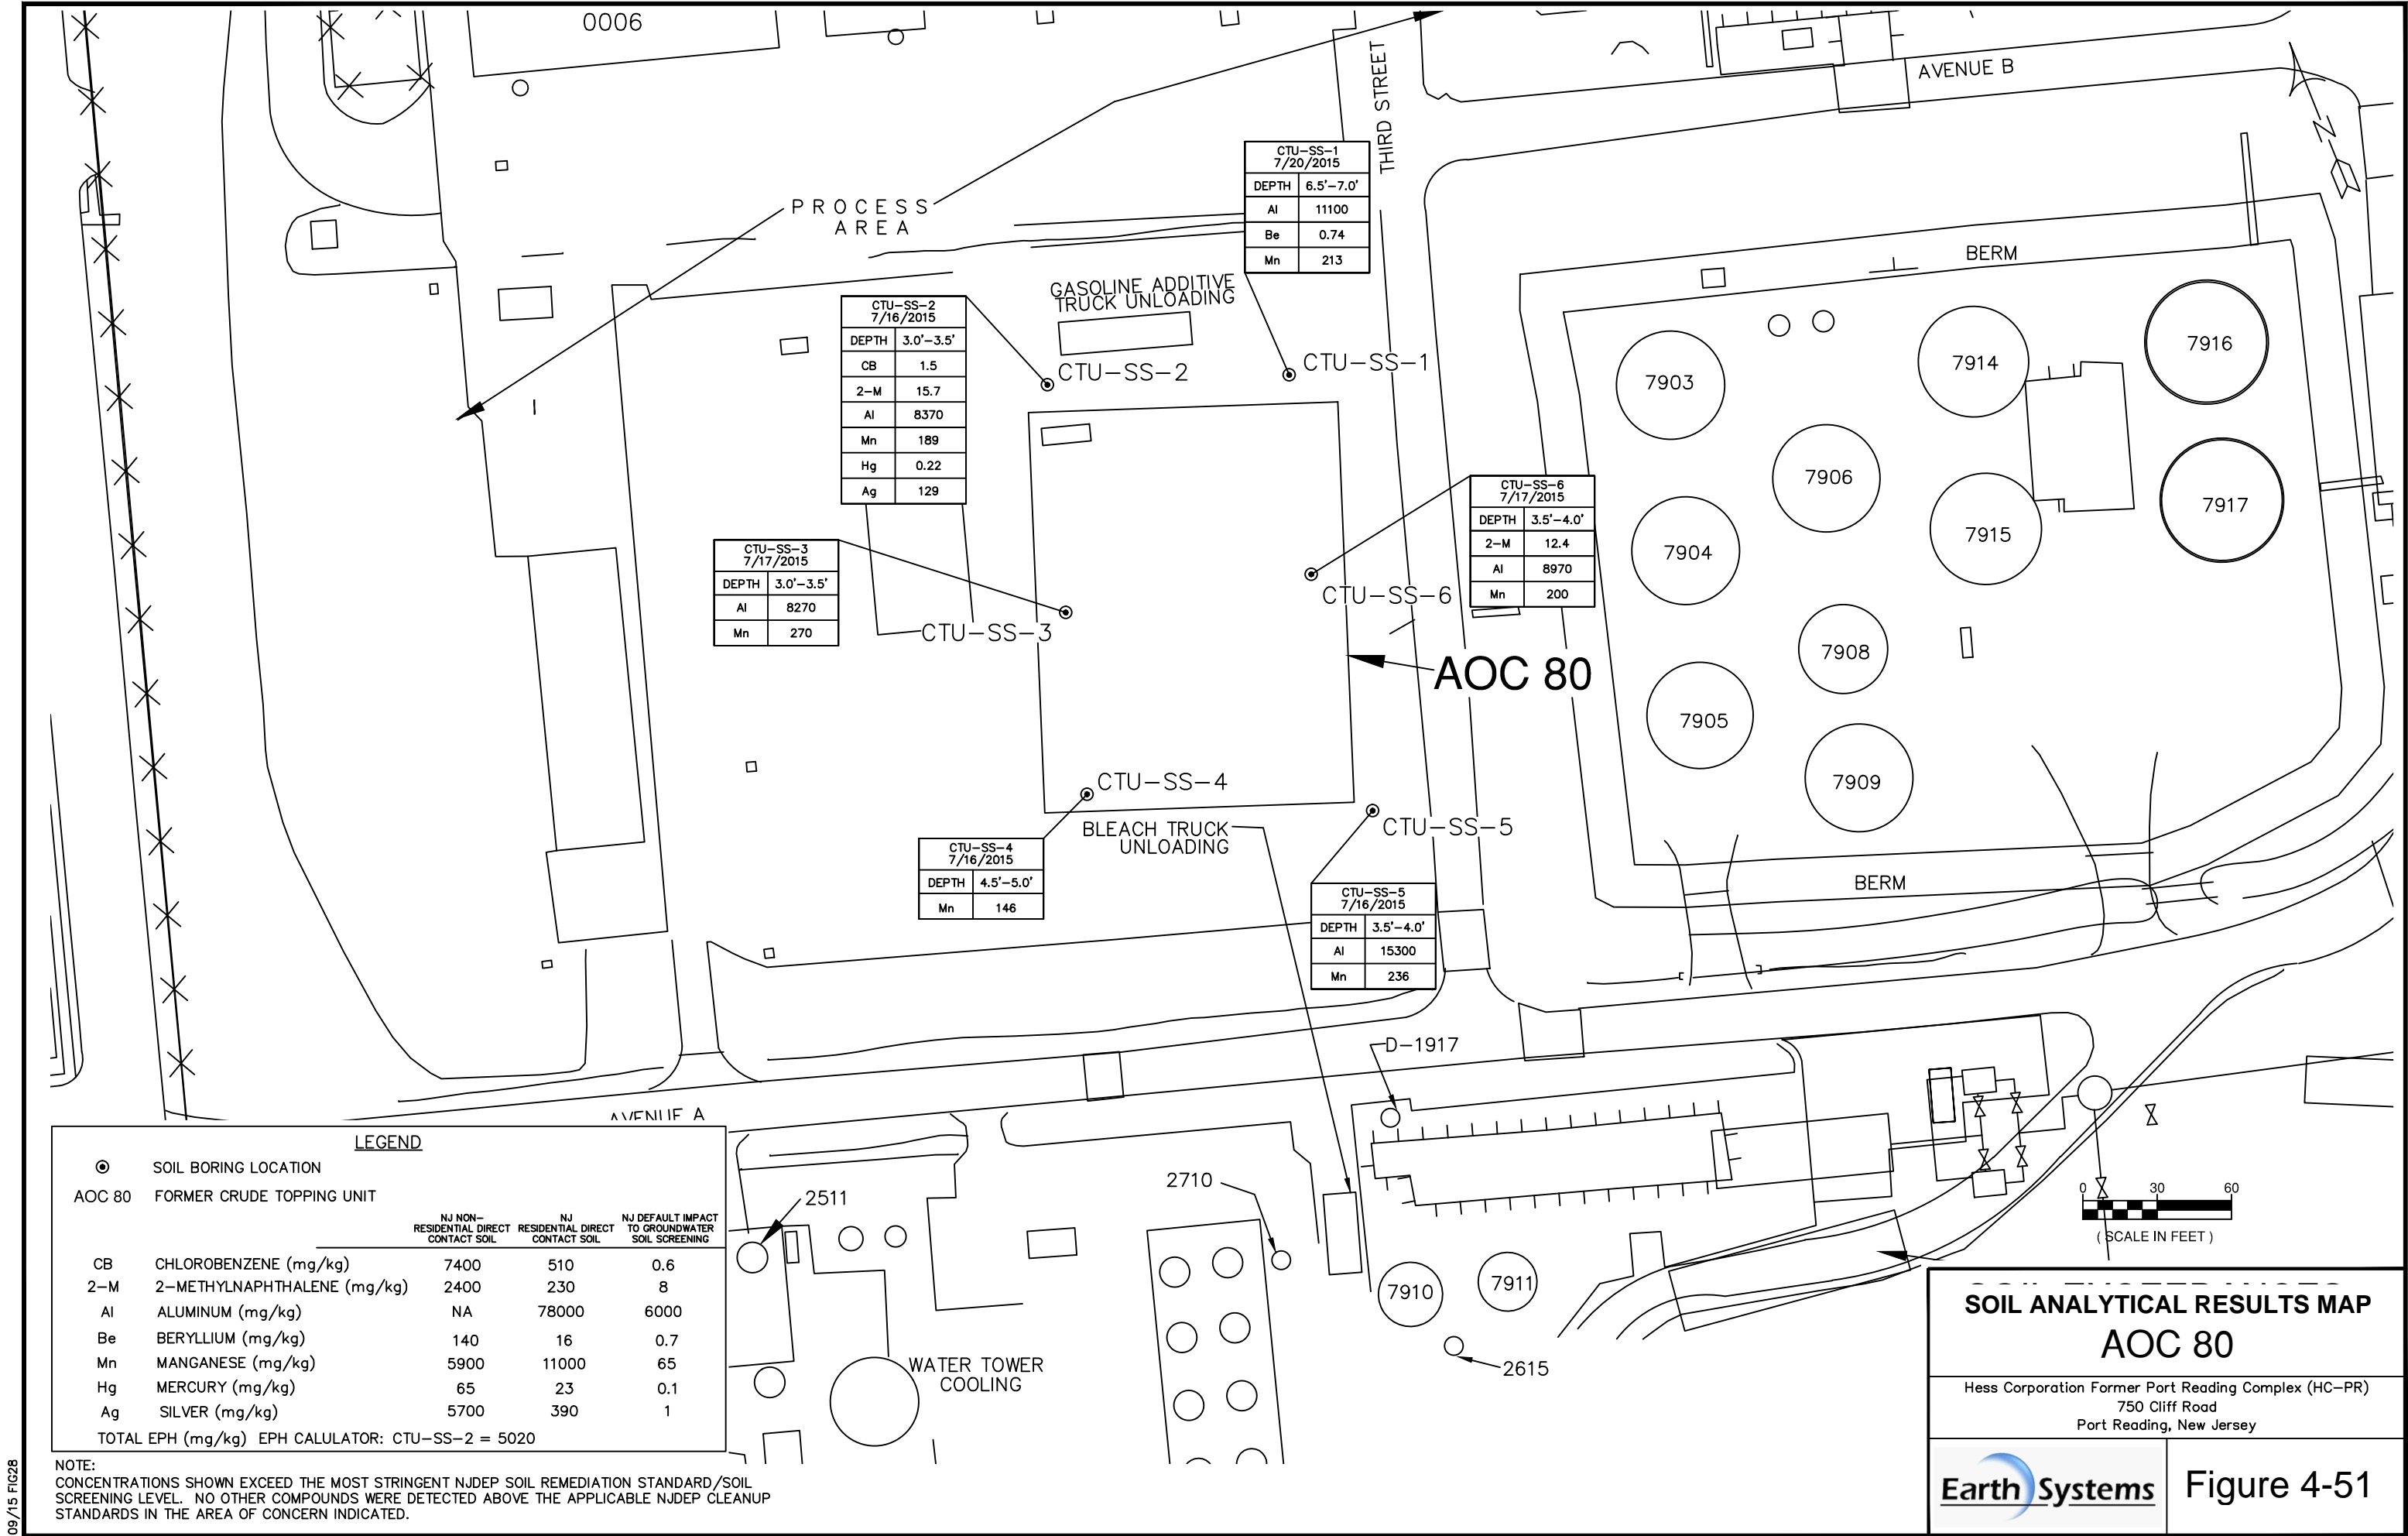 0006
THIRD STREET
AVENUE B
N
PROCESS
AREA
CTU-SS-1
7/20/2015
DEPTH 6.5'-7.0'
Al 11100
Be 0.74
Mn 213
GASOLINE ADDITIVE
TRUCK UNLOADING
BERM
CTU-SS-2
7/16/2015
DEPTH 3.0'-3.5'
CB 1.5
2-M 15.7
Al 8370
Mn 189
Hg 0.22
Ag 129
CTU-SS-2
CTU-SS-1
7903
7914
7916
7906
7904
7915
7917
7908
7905
7909
CTU-SS-6
7/17/2015
DEPTH 3.5'-4.0'
2-M 12.4
Al 8970
Mn 200
CTU-SS-3
7/17/2015
DEPTH 3.0'-3.5'
Al 8270
Mn 270
CTU-SS-6
CTU-SS-3
AOC 80
CTU-SS-4
CTU-SS-5
BLEACH TRUCK
UNLOADING
CTU-SS-4
7/16/2015
DEPTH 4.5'-5.0'
Mn 146
CTU-SS-5
7/16/2015
DEPTH 3.5'-4.0'
Al 15300
Mn 236
BERM
D-1917
AVENUE A
2511
2710
7910
7911
2615
WATER TOWER
COOLING
0 30 60
( SCALE IN FEET )
LEGEND
SOIL BORING LOCATION
AOC 80 FORMER CRUDE TOPPING UNIT
NJ NON- NJ NJ DEFAULT IMPACT
RESIDENTIAL DIRECT RESIDENTIAL DIRECT TO GROUNDWATER
CONTACT SOIL CONTACT SOIL SOIL SCREENING
CB CHLOROBENZENE (mg/kg) 7400 510 0.6
2-M 2-METHYLNAPHTHALENE (mg/kg) 2400 230 8
Al ALUMINUM (mg/kg) NA 78000 6000
Be BERYLLIUM (mg/kg) 140 16 0.7
Mn MANGANESE (mg/kg) 5900 11000 65
Hg MERCURY (mg/kg) 65 23 0.1
Ag SILVER (mg/kg) 5700 390 1
TOTAL EPH (mg/kg) EPH CALULATOR: CTU-SS-2 = 5020
NOTE:
CONCENTRATIONS SHOWN EXCEED THE MOST STRINGENT NJDEP SOIL REMEDIATION STANDARD/SOIL
SCREENING LEVEL. NO OTHER COMPOUNDS WERE DETECTED ABOVE THE APPLICABLE NJDEP CLEANUP
STANDARDS IN THE AREA OF CONCERN INDICATED.
09/15 FIG28
SOIL ANALYTICAL RESULTS MAP
AOC 80
Hess Corporation Former Port Reading Complex (HC-PR)
750 Cliff Road
Port Reading, New Jersey
Earth Systems
Figure 4-51